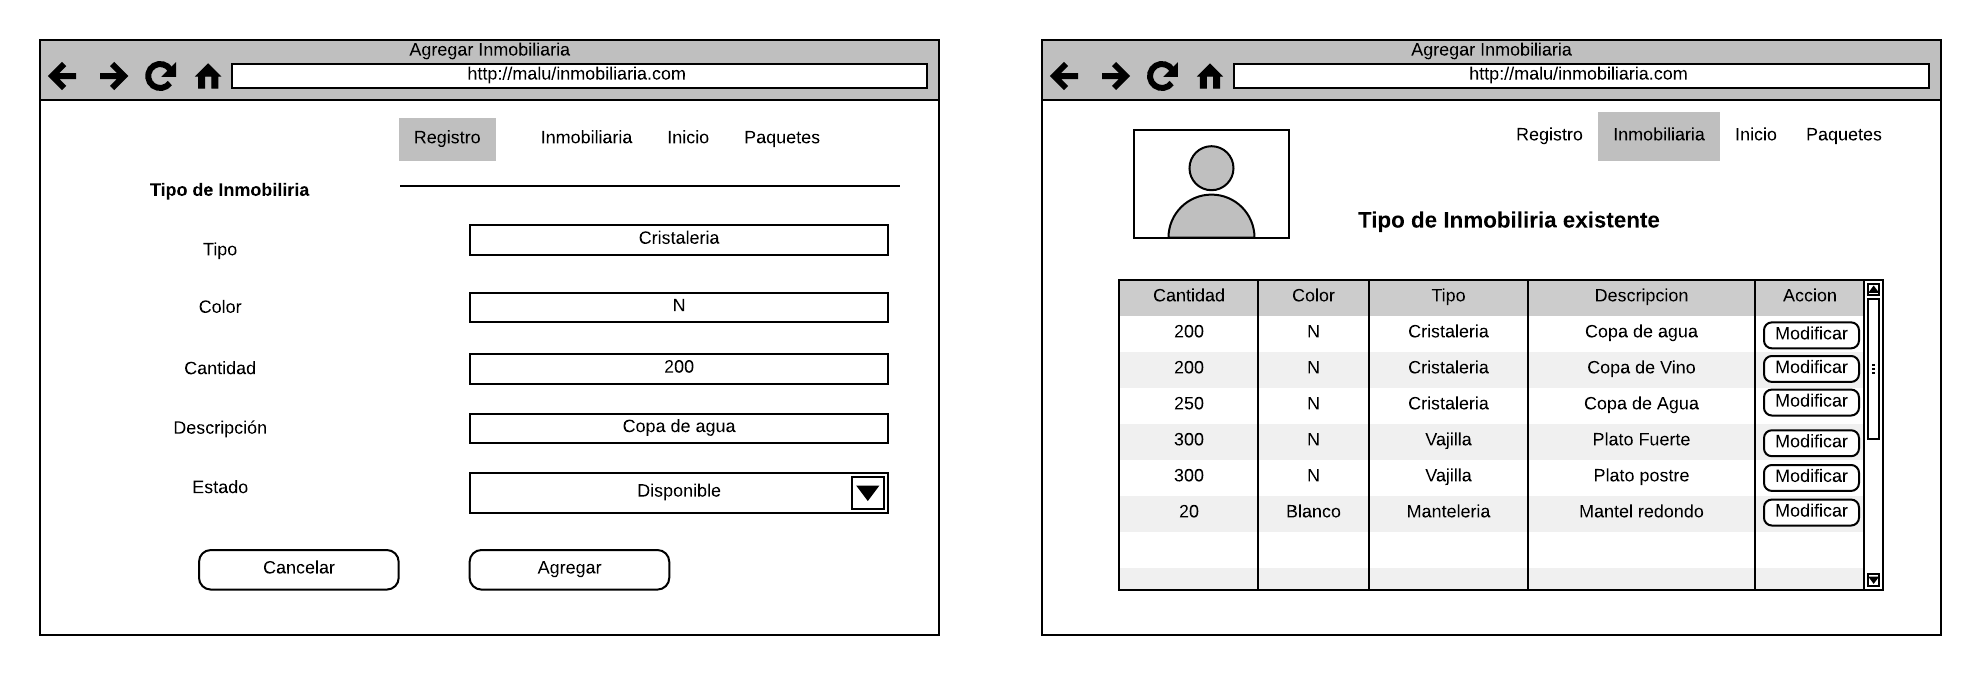 Agregar Inmobiliaria
http://malu/inmobiliaria.com
Registro Inmobiliaria Inicio Paquetes
Tipo de Inmobiliria
Tipo Cristaleria
Color N
Cantidad 200
Descripción Copa de agua
Estado Disponible
Cancelar Agregar
Agregar Inmobiliaria
http://malu/inmobiliaria.com
Registro Inmobiliaria Inicio Paquetes
Tipo de Inmobiliria existente
Cantidad Color Tipo Descripcion Accion
200 N Cristaleria Copa de agua Modificar
200 N Cristaleria Copa de Vino Modificar
250 N Cristaleria Copa de Agua Modificar
300 N Vajilla Plato Fuerte Modificar
300 N Vajilla Plato postre Modificar
20 Blanco Manteleria Mantel redondo Modificar